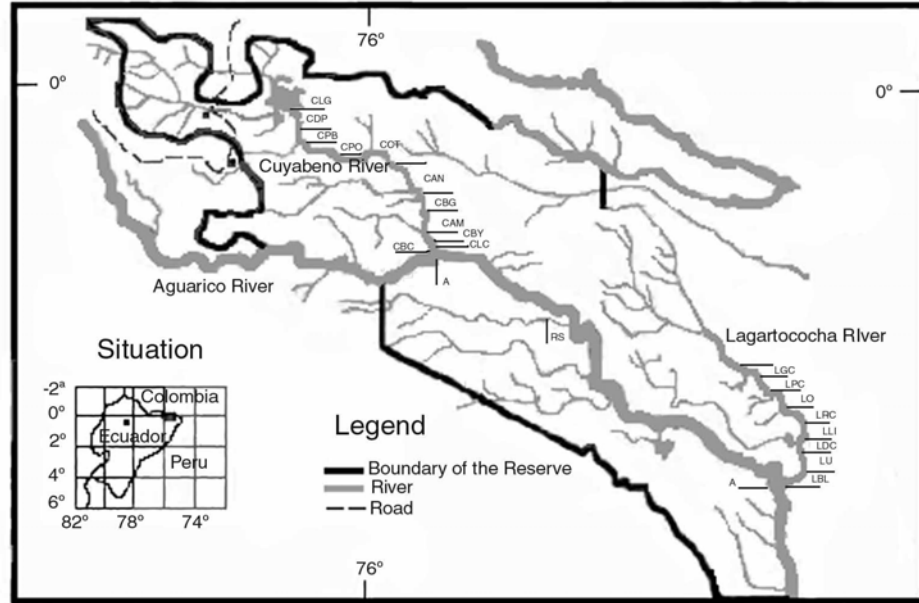 76°
0°
0°
CLG
CDP
CPB
CPO
COT
Cuyabeno River
CAN
CBG
CAM
CBY
CLC
CBC
A
Aguarico River
RS
Lagartococha RIver
LGC
LPC
LO
LRC
LLI
LDC
LU
LBL
A
Situation
-2ª
0°
2°
4°
6°
82°
78°
74°
Colombia
Ecuador
Peru
Legend
Boundary of the Reserve
River
Road
76°